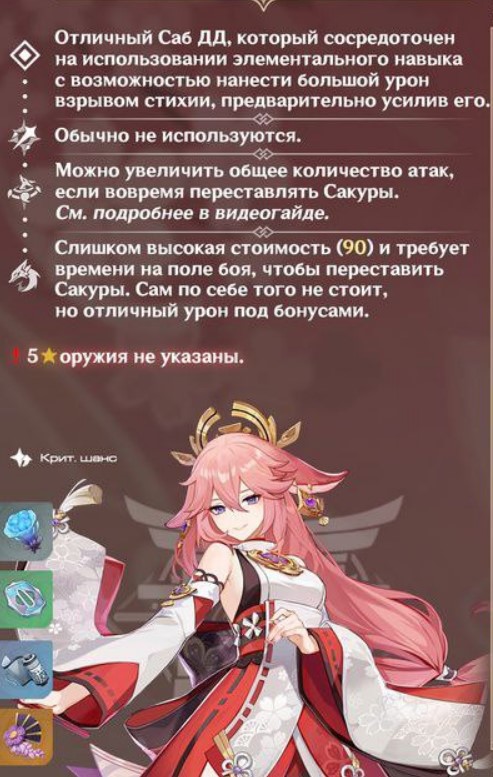 Отличный Саб ДД, который сосредоточен
на использовании элементального навыка
с возможностью нанести большой урон
взрывом стихии, предварительно усилив его.
Обычно не используются.
Можно увеличить общее количество атак,
если вовремя переставлять Сакуры.
См. подробнее в видеогайде.
Слишком высокая стоимость (90) и требует
времени на поле боя, чтобы переставить
Сакуры. Сам по себе того не стоит,
но отличный урон под бонусами.
! 5★оружия не указаны.
Крит. шанс